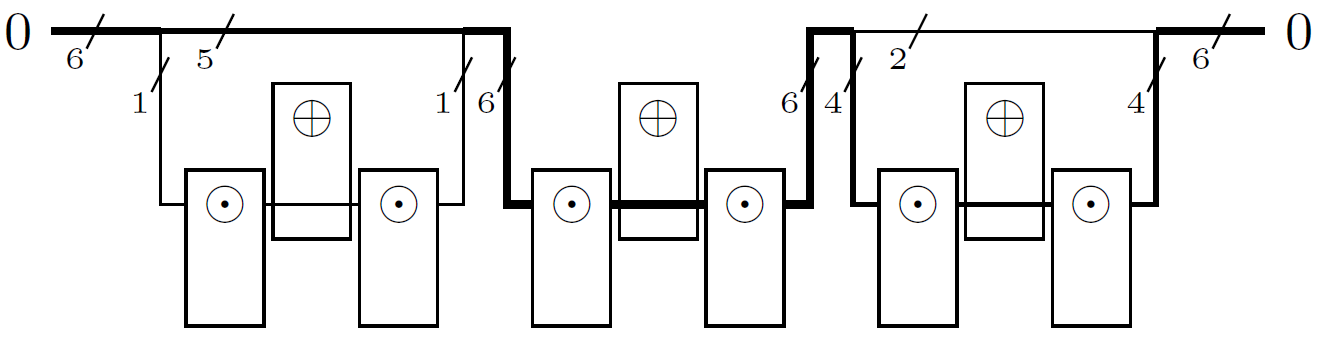 0 0
6 5 2 6
1 1 6 6 4 4
⊕ ⊕ ⊕
⊙ ⊙ ⊙ ⊙ ⊙ ⊙